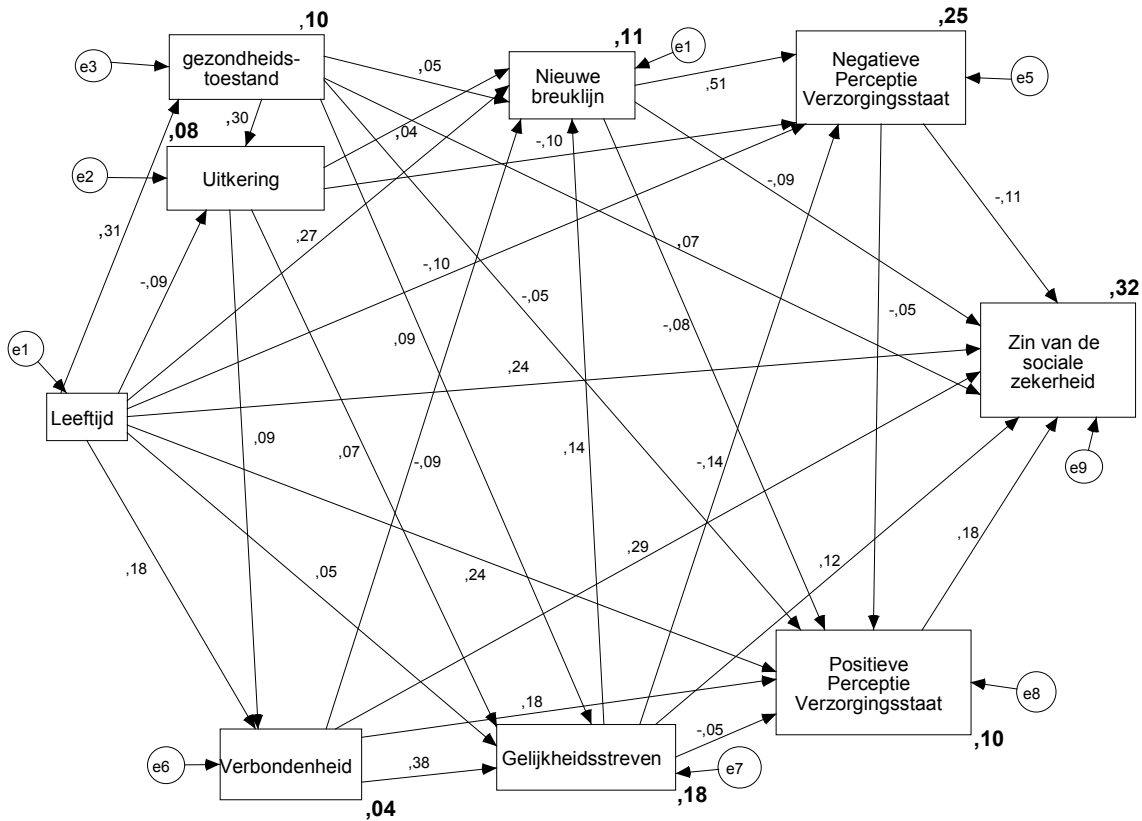 ,10
gezondheids-
toestand
e3
,11
Nieuwe
breuklijn
e1
,25
Negatieve
Perceptie
Verzorgingsstaat
e5
,05
,51
,30
,08
Uitkering
e2
,04
-,10
-,09
-,11
,31
,27
-,09
-,10
,07
-,05
,09
-,08
-,05
,32
Zin van de
sociale
zekerheid
e9
e1
Leeftijd
,24
,09
,07
-,09
,14
-,14
,18
,05
,24
,29
,12
,18
Positieve
Perceptie
Verzorgingsstaat
e8
,10
,18
-,05
e6
Verbondenheid
,04
,38
Gelijkheidsstreven
e7
,18